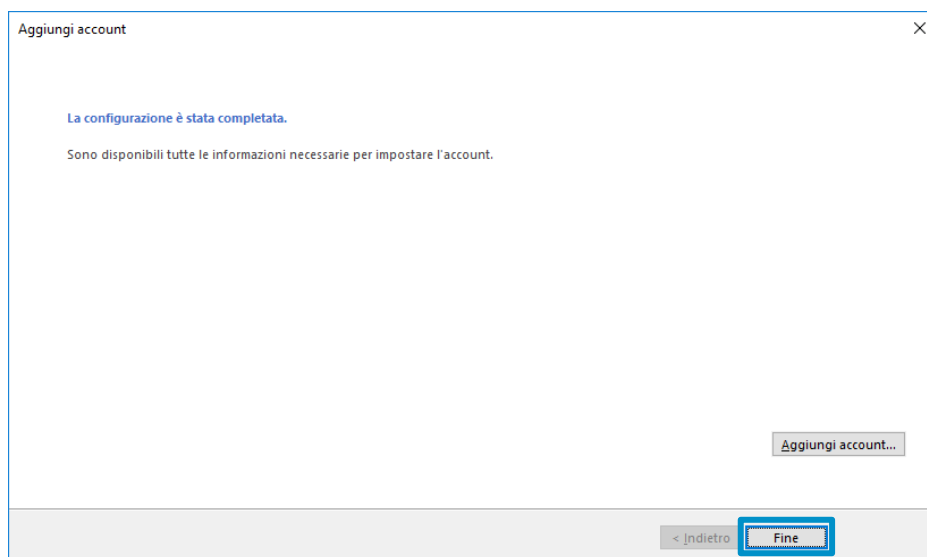 Aggiungi account
La configurazione è stata completata.
Sono disponibili tutte le informazioni necessarie per impostare l'account.
Aggiungi account...
< Indietro
Fine